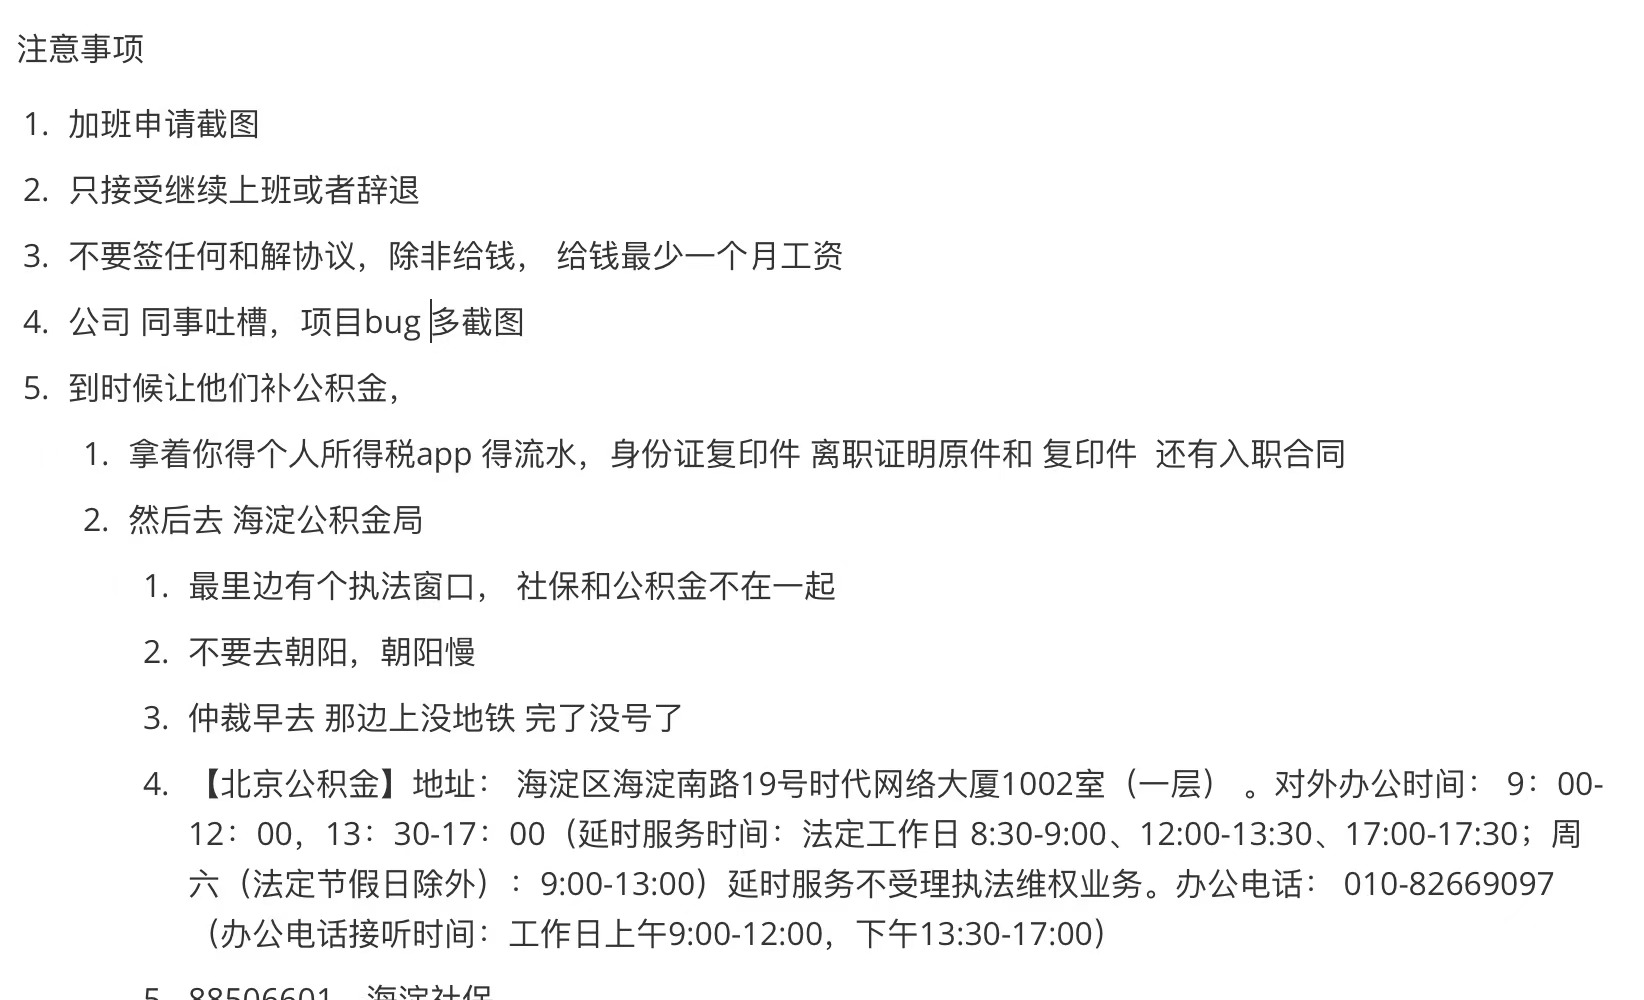 注意事项
1. 加班申请截图
2. 只接受继续上班或者辞退
3. 不要签任何和解协议，除非给钱， 给钱最少一个月工资
4. 公司 同事吐槽，项目bug 多截图
5. 到时候让他们补公积金，
1. 拿着你得个人所得税app 得流水，身份证复印件 离职证明原件和 复印件  还有入职合同
2. 然后去 海淀公积金局
1. 最里边有个执法窗口， 社保和公积金不在一起
2. 不要去朝阳，朝阳慢
3. 仲裁早去 那边上没地铁 完了没号了
4. 【北京公积金】地址： 海淀区海淀南路19号时代网络大厦1002室（一层） 。对外办公时间： 9：00-
12：00，13：30-17：00（延时服务时间：法定工作日 8:30-9:00、12:00-13:30、17:00-17:30；周
六（法定节假日除外）：9:00-13:00）延时服务不受理执法维权业务。办公电话： 010-82669097
（办公电话接听时间：工作日上午9:00-12:00，下午13:30-17:00）
5. 88506601 海淀社保